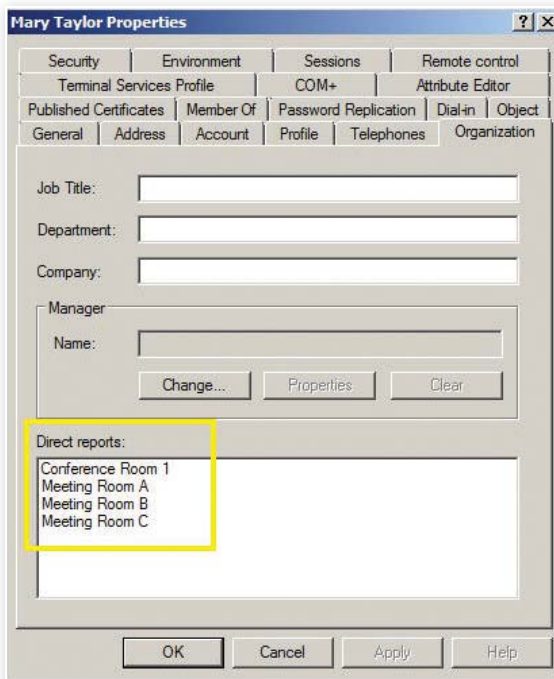 Mary Taylor Properties
Security Environment Sessions Remote control
Terminal Services Profile COM+ Attribute Editor
Published Certificates Member Of Password Replication Dial-in Object
General Address Account Profile Telephones Organization
Job Title:
Department:
Company:
Manager
Name:
Change... Properties Clear
Direct reports:
Conference Room 1
Meeting Room A
Meeting Room B
Meeting Room C
OK Cancel Apply Help